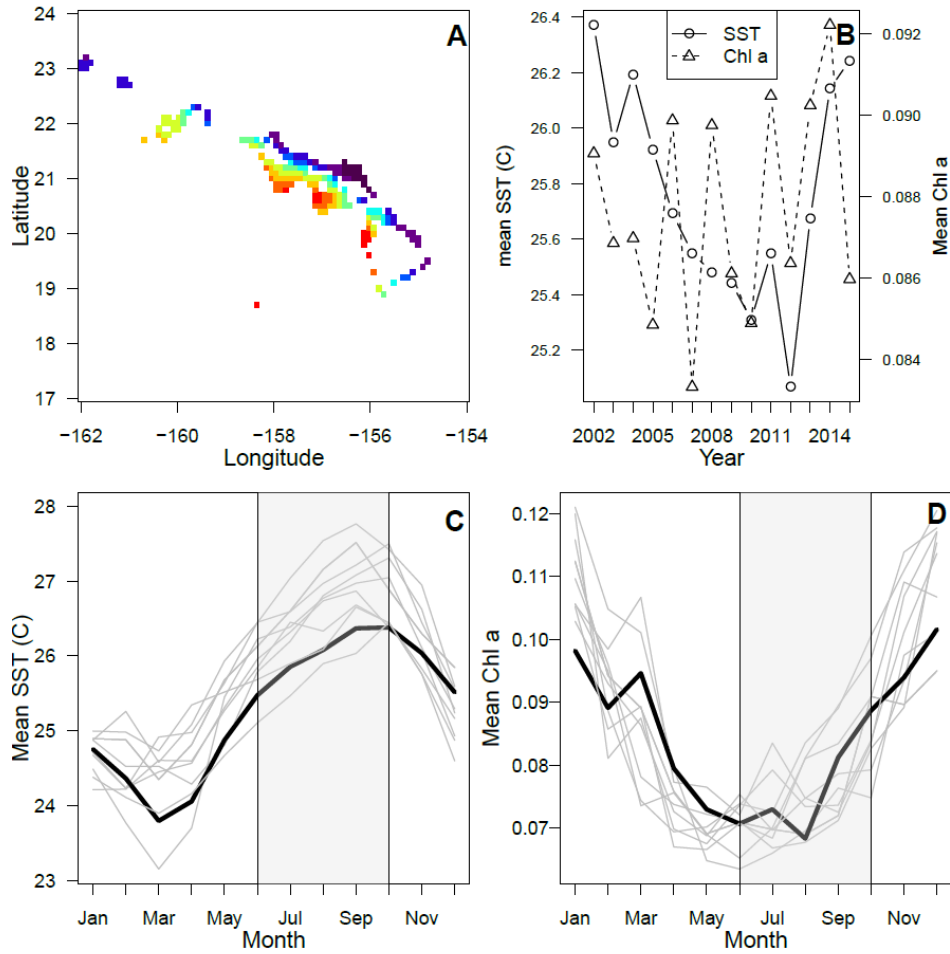 A
24
23
22
21
20
19
18
17
Latitude
−162
−160
−158
−156
−154
Longitude
B
SST
Chl a
26.4
26.2
26.0
25.8
25.6
25.4
25.2
mean SST (C)
0.092
0.090
0.088
0.086
0.084
Mean Chl a
2002
2005
2008
2011
2014
Year
C
28
27
26
25
24
23
Mean SST (C)
Jan
Mar
May
Jul
Sep
Nov
Month
D
0.12
0.11
0.10
0.09
0.08
0.07
Mean Chl a
Jan
Mar
May
Jul
Sep
Nov
Month